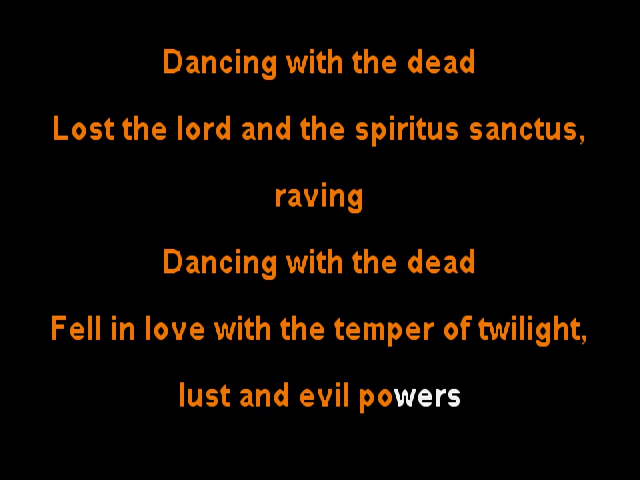 Dancing with the dead
Lost the lord and the spiritus sanctus,
raving
Dancing with the dead
Fell in love with the temper of twilight,
lust and evil powers